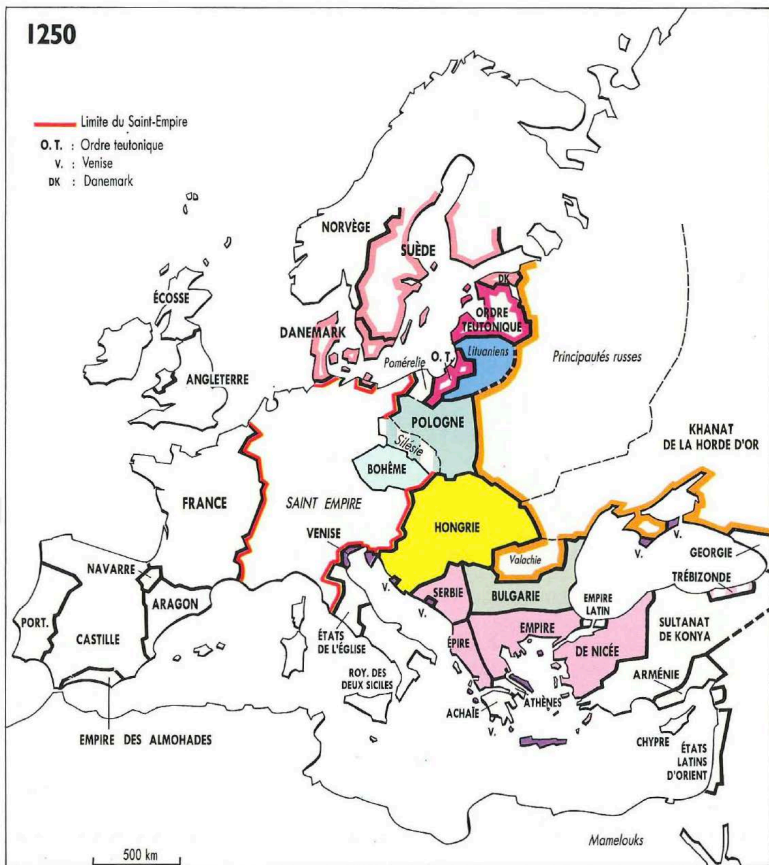 1250
Limite du Saint-Empire
O.T. : Ordre teutonique
V. : Venise
DK : Danemark
NORVÈGE
SUÈDE
ÉCOSSE
DK
ORDRE
TEUTONIQUE
DANEMARK
Pomérelie
O.T.
Lituaniens
Principautés russes
ANGLETERRE
POLOGNE
Silésie
BOHÊME
KHANAT
DE LA HORDE D'OR
FRANCE
SAINT EMPIRE
HONGRIE
VENISE
Valachie
V.
V.
GEORGIE
NAVARRE
V.
SERBIE
BULGARIE
TRÉBIZONDE
PORT.
ARAGON
V.
EMPIRE
LATIN
CASTILLE
ÉTATS
DE L'ÉGLISE
ÉPIRE
EMPIRE
DE NICÉE
SULTANAT
DE KONYA
ROY. DES
DEUX SICILES
ARMÉNIE
ATHÈNES
ACHAÏE
V.
EMPIRE DES ALMOHADES
CHYPRE
ÉTATS
LATINS
D'ORIENT
Mamelouks
500 km